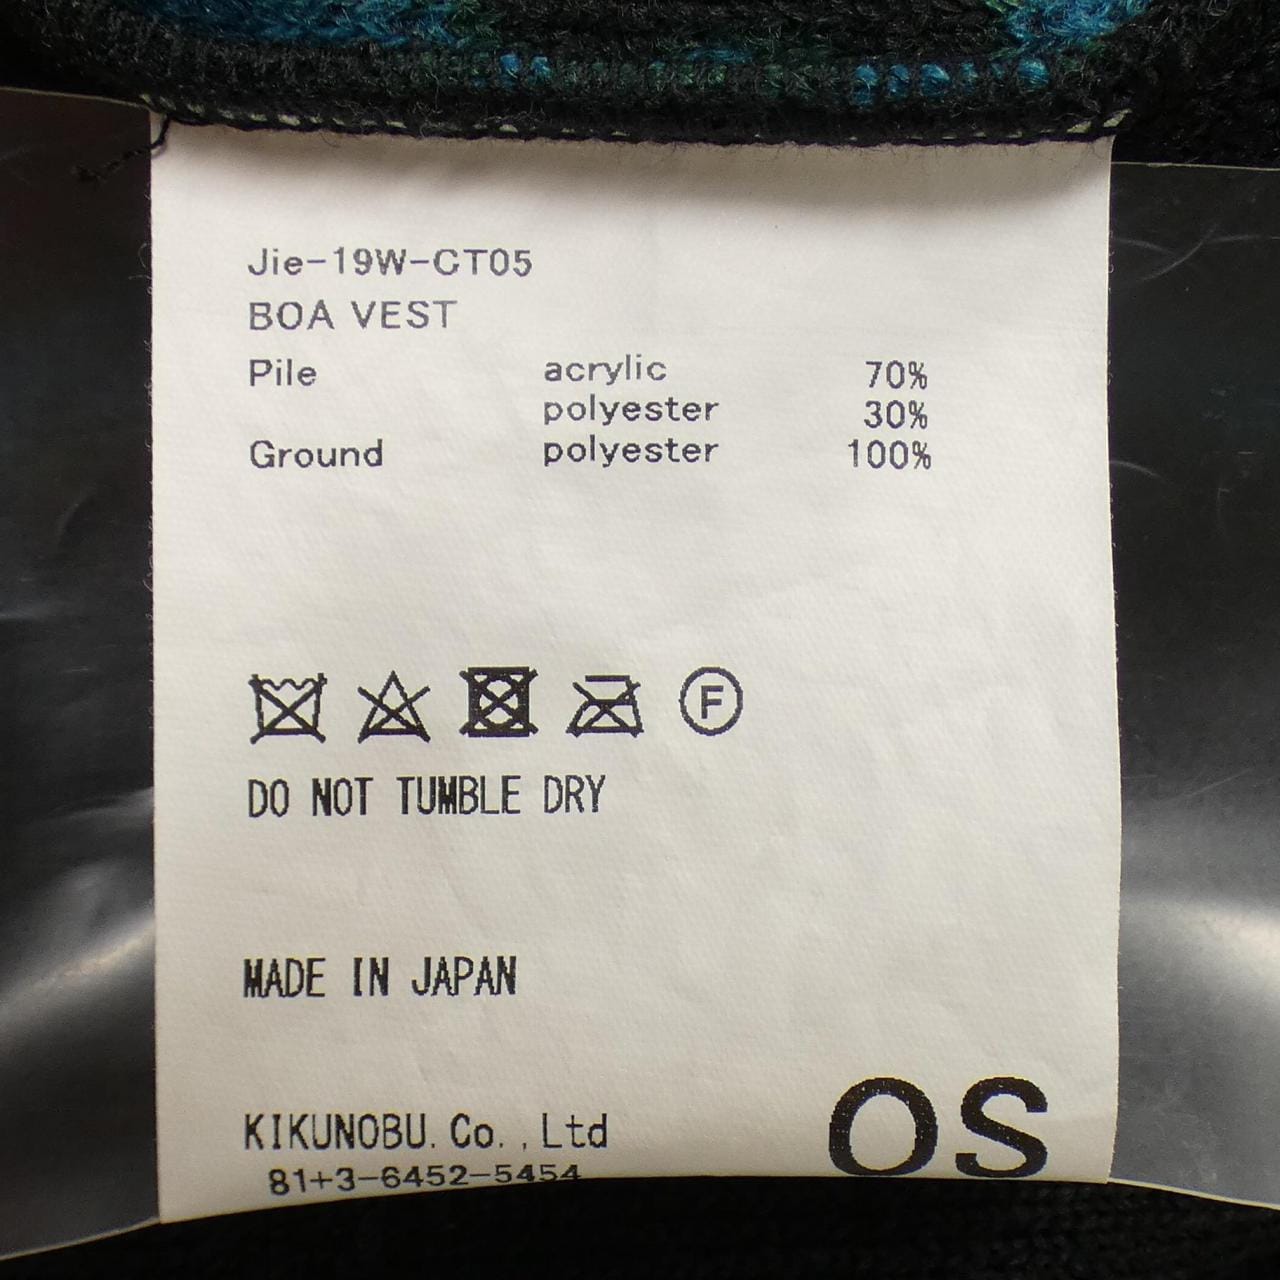 Jie-19W-CT05
BOA VEST
Pile acrylic 70%
polyester 30%
Ground polyester 100%
F
DO NOT TUMBLE DRY
MADE IN JAPAN
KIKUNOBU. Co. , Ltd
81+3-6452-5454
OS